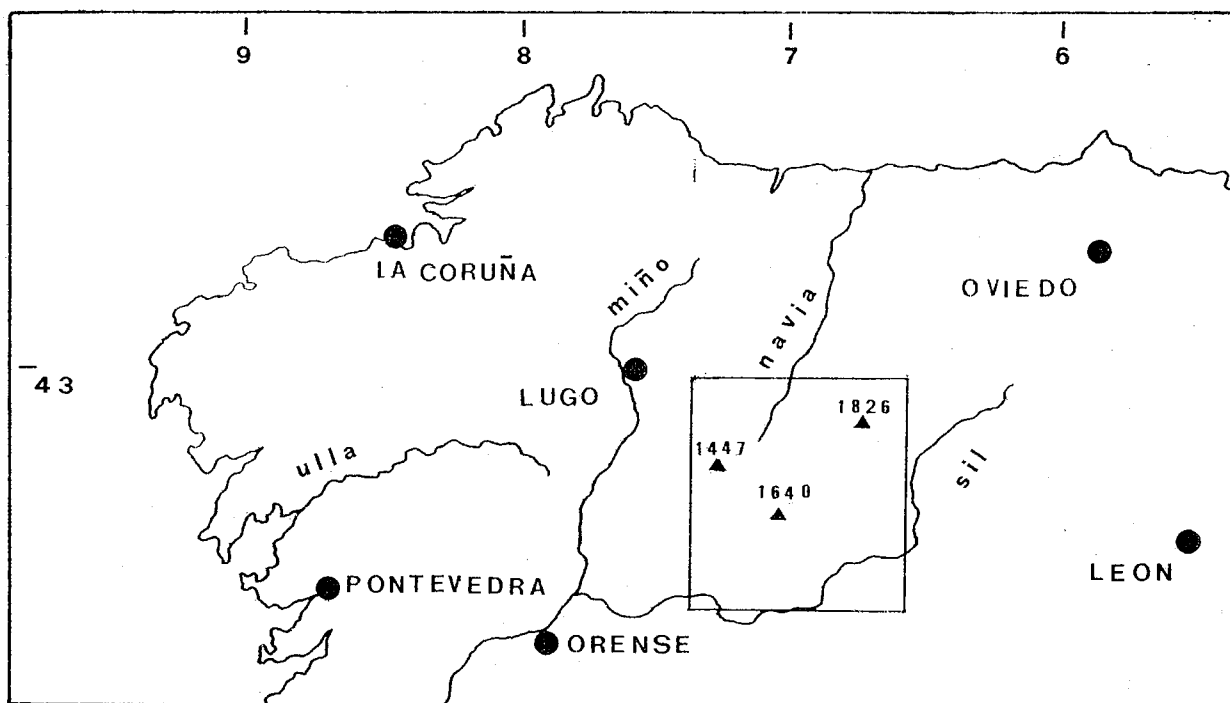 9 8 7 6
LA CORUÑA
miño
navia
OVIEDO
43
LUGO
1826
1447
ulla
sil
1640
LEON
PONTEVEDRA
ORENSE